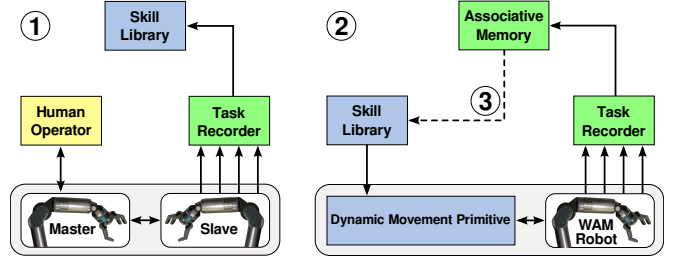 1
Skill
Library
Human
Operator
Task
Recorder
Master
Slave
2
Associative
Memory
3
Skill
Library
Task
Recorder
Dynamic Movement Primitive
WAM
Robot